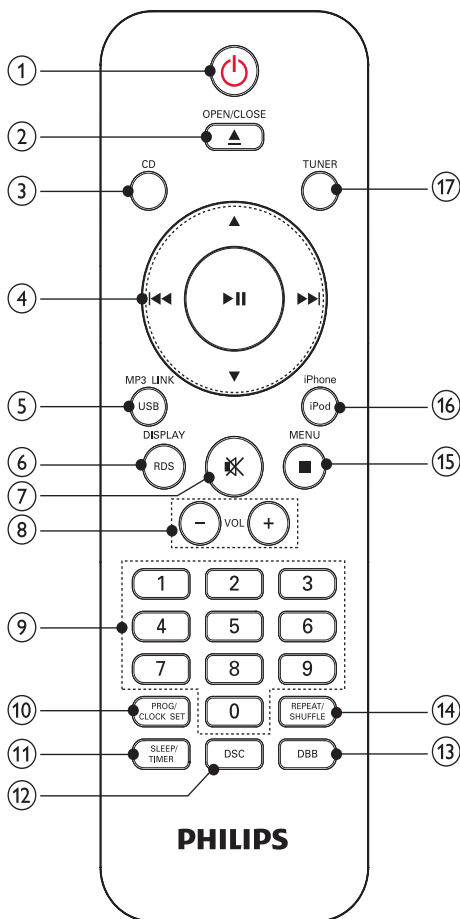 1
OPEN/CLOSE
2
CD
TUNER
3
17
4
MP3 LINK
iPhone
5
USB
iPod
16
DISPLAY
MENU
6
RDS
15
7
8
VOL
1 2 3
9
4 5 6
7 8 9
10
PROG/
CLOCK SET
0
REPEAT/
SHUFFLE
14
11
SLEEP/
TIMER
DSC
DBB
13
12
PHILIPS